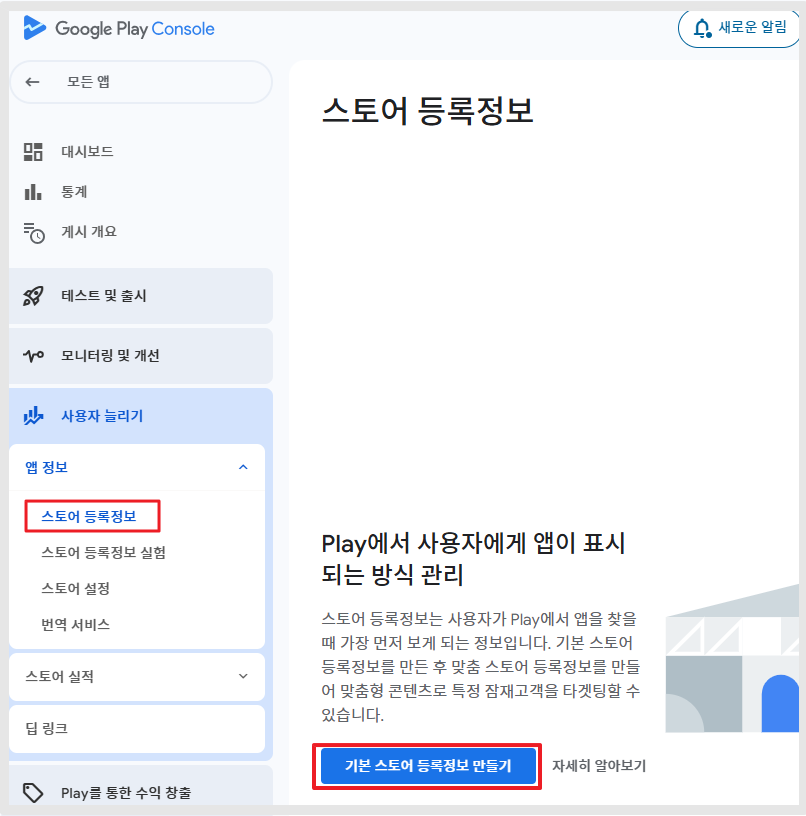 Google Play Console
새로운 알림
모든 앱
대시보드
통계
게시 개요
테스트 및 출시
모니터링 및 개선
사용자 늘리기
앱 정보
스토어 등록정보
스토어 등록정보 실험
스토어 설정
번역 서비스
스토어 실적
딥 링크
Play를 통한 수익 창출
스토어 등록정보
Play에서 사용자에게 앱이 표시
되는 방식 관리
스토어 등록정보는 사용자가 Play에서 앱을 찾을
때 가장 먼저 보게 되는 정보입니다. 기본 스토어
등록정보를 만든 후 맞춤 스토어 등록정보를 만들
어 맞춤형 콘텐츠로 특정 잠재고객을 타겟팅할 수
있습니다.
기본 스토어 등록정보 만들기
자세히 알아보기